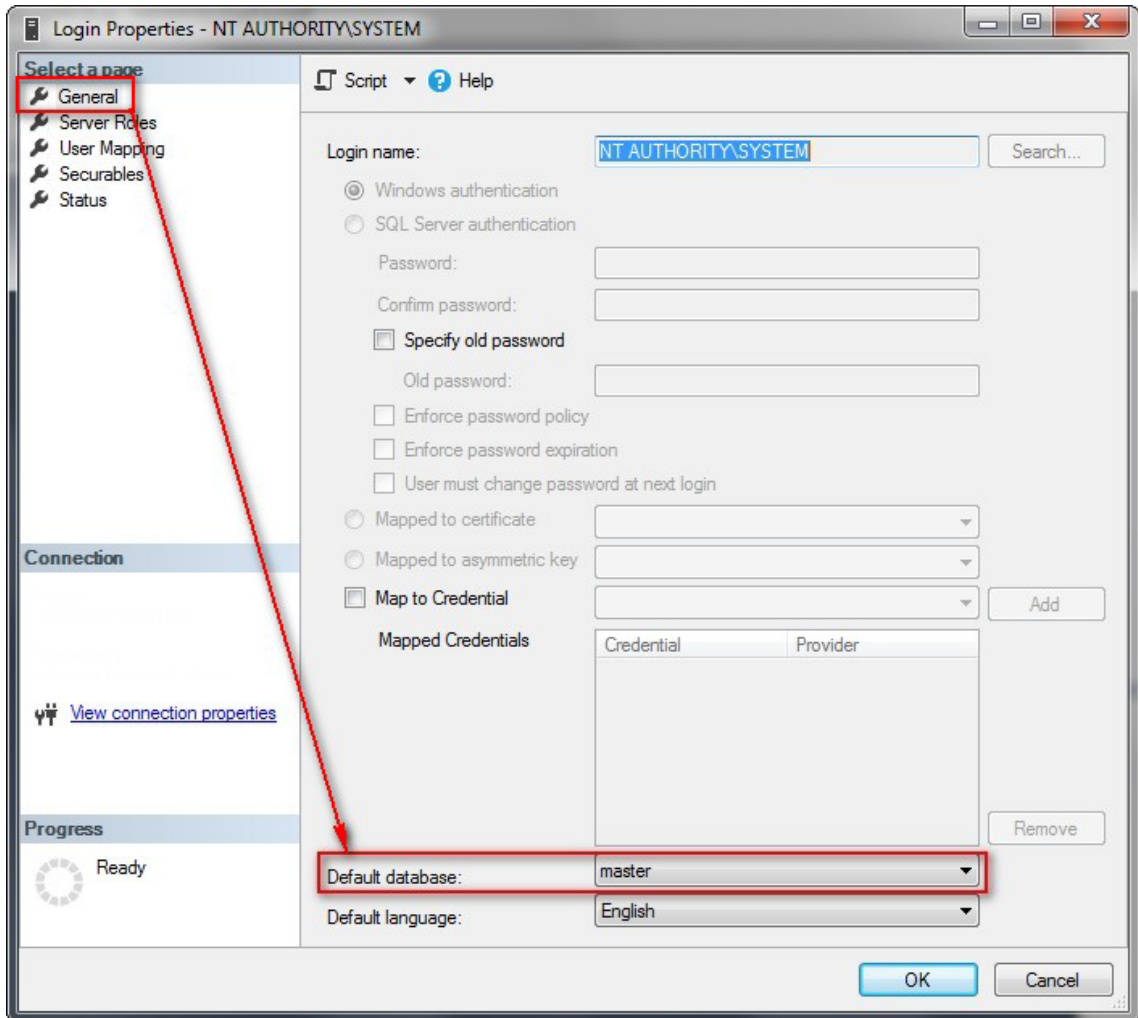 Login Properties - NT AUTHORITY\SYSTEM
Select a page
General
Server Roles
User Mapping
Securables
Status
Script
Help
Login name:
NT AUTHORITY\SYSTEM
Search...
Windows authentication
SQL Server authentication
Password:
Confirm password:
Specify old password
Old password:
Enforce password policy
Enforce password expiration
User must change password at next login
Mapped to certificate
Mapped to asymmetric key
Map to Credential
Add
Mapped Credentials
Credential Provider
Remove
Default database:
master
Default language:
English
Connection
View connection properties
Progress
Ready
OK
Cancel